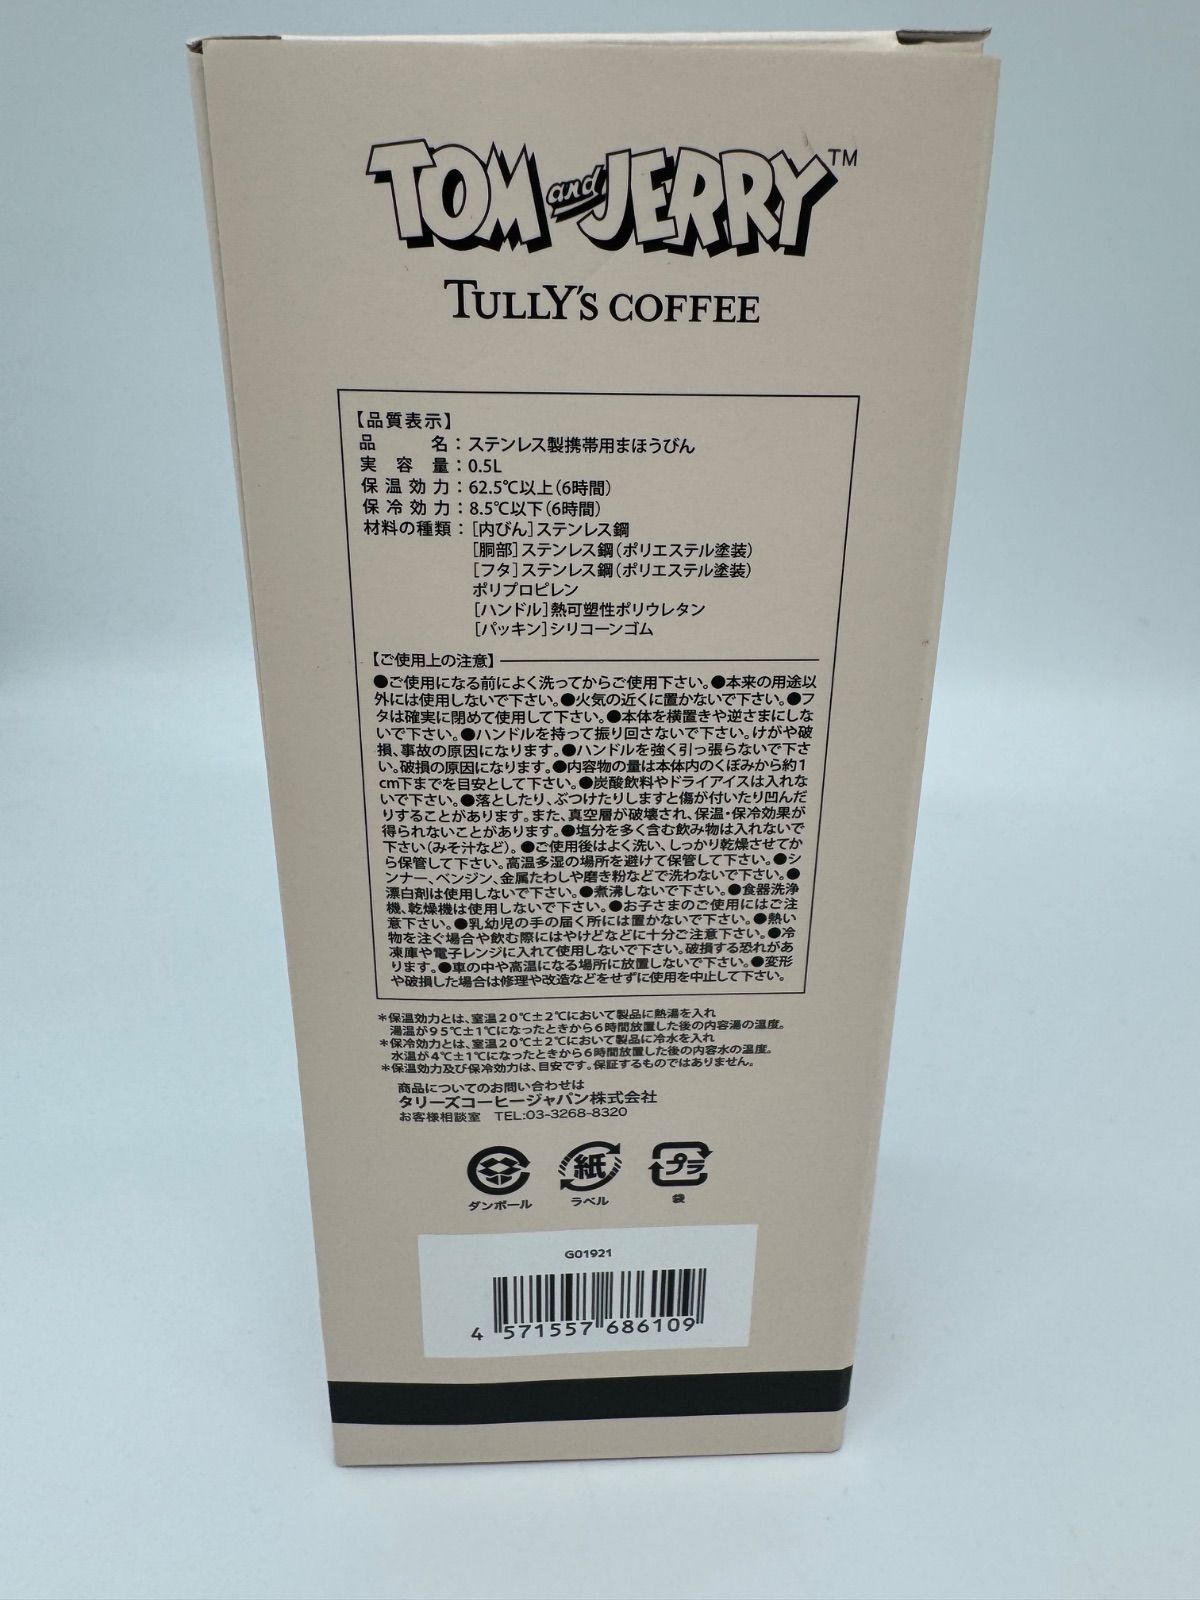 TOM and JERRY™
TULLY'S COFFEE
【品質表示】
品名：ステンレス製携帯用まほうびん
実容量：0.5L
保温効力：62.5℃以上(6時間)
保冷効力：8.5℃以下(6時間)
材料の種類：[内びん]ステンレス鋼
[胴部]ステンレス鋼(ポリエステル塗装)
[フタ]ステンレス鋼(ポリエステル塗装)
ポリプロピレン
[ハンドル]熱可塑性ポリウレタン
[パッキン]シリコーンゴム
【ご使用上の注意】
●ご使用になる前によく洗ってからご使用下さい。●本来の用途以
外には使用しないで下さい。●火気の近くに置かないで下さい。●フ
タは確実に閉めて使用して下さい。●本体を横置きや逆さまにしな
いで下さい。●ハンドルを持って振り回さないで下さい。けがや破
損、事故の原因になります。●ハンドルを強く引っ張らないで下さ
い。破損の原因になります。●内容物の量は本体内のくぼみから約1
cm下までを目安として下さい。●炭酸飲料やドライアイスは入れな
いで下さい。●落としたり、ぶつけたりしますと傷が付いたり凹んだ
りすることがあります。また、真空層が破壊され、保温・保冷効果が
得られないことがあります。●塩分を多く含む飲み物は入れないで
下さい(みそ汁など)。●ご使用後はよく洗い、しっかり乾燥させてか
ら保管して下さい。高温多湿の場所を避けて保管して下さい。●シ
ンナー、ベンジン、金属たわしや磨き粉などで洗わないで下さい。●
漂白剤は使用しないで下さい。●煮沸しないで下さい。●食器洗浄
機、乾燥機は使用しないで下さい。●お子さまのご使用にはご注
意下さい。●乳幼児の手の届く所には置かないで下さい。●熱い
物を注ぐ場合や飲む際にはやけどなどに十分ご注意下さい。●冷
凍庫や電子レンジに入れて使用しないで下さい。破損する恐れがあ
ります。●車の中や高温になる場所に放置しないで下さい。●変形
や破損した場合は修理や改造などをせずに使用を中止して下さい。
＊保温効力とは、室温20℃±2℃において製品に熱湯を入れ
湯温が95℃±1℃になったときから6時間放置した後の内容湯の温度。
＊保冷効力とは、室温20℃±2℃において製品に冷水を入れ
水温が4℃±1℃になったときから6時間放置した後の内容水の温度。
＊保温効力及び保冷効力は、目安です。保証するものではありません。
商品についてのお問い合わせは
タリーズコーヒージャパン株式会社
お客様相談室 TEL:03-3268-8320
紙 プラ
ダンボール ラベル 袋
G01921
4 571557 686109